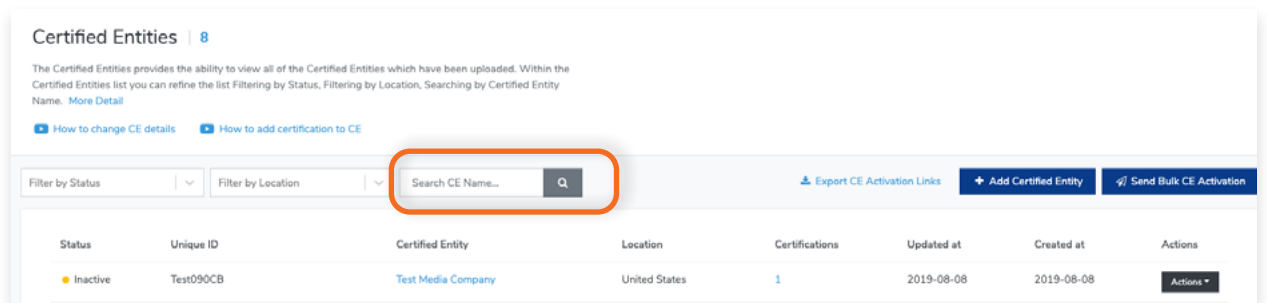 Certified Entities | 8
The Certified Entities provides the ability to view all of the Certified Entities which have been uploaded. Within the
Certified Entities list you can refine the list Filtering by Status, Filtering by Location, Searching by Certified Entity
Name. More Detail
How to change CE details How to add certification to CE
Filter by Status Filter by Location Search CE Name... Export CE Activation Links + Add Certified Entity Send Bulk CE Activation
Status Unique ID Certified Entity Location Certifications Updated at Created at Actions
Inactive Test090CB Test Media Company United States 1 2019-08-08 2019-08-08 Actions